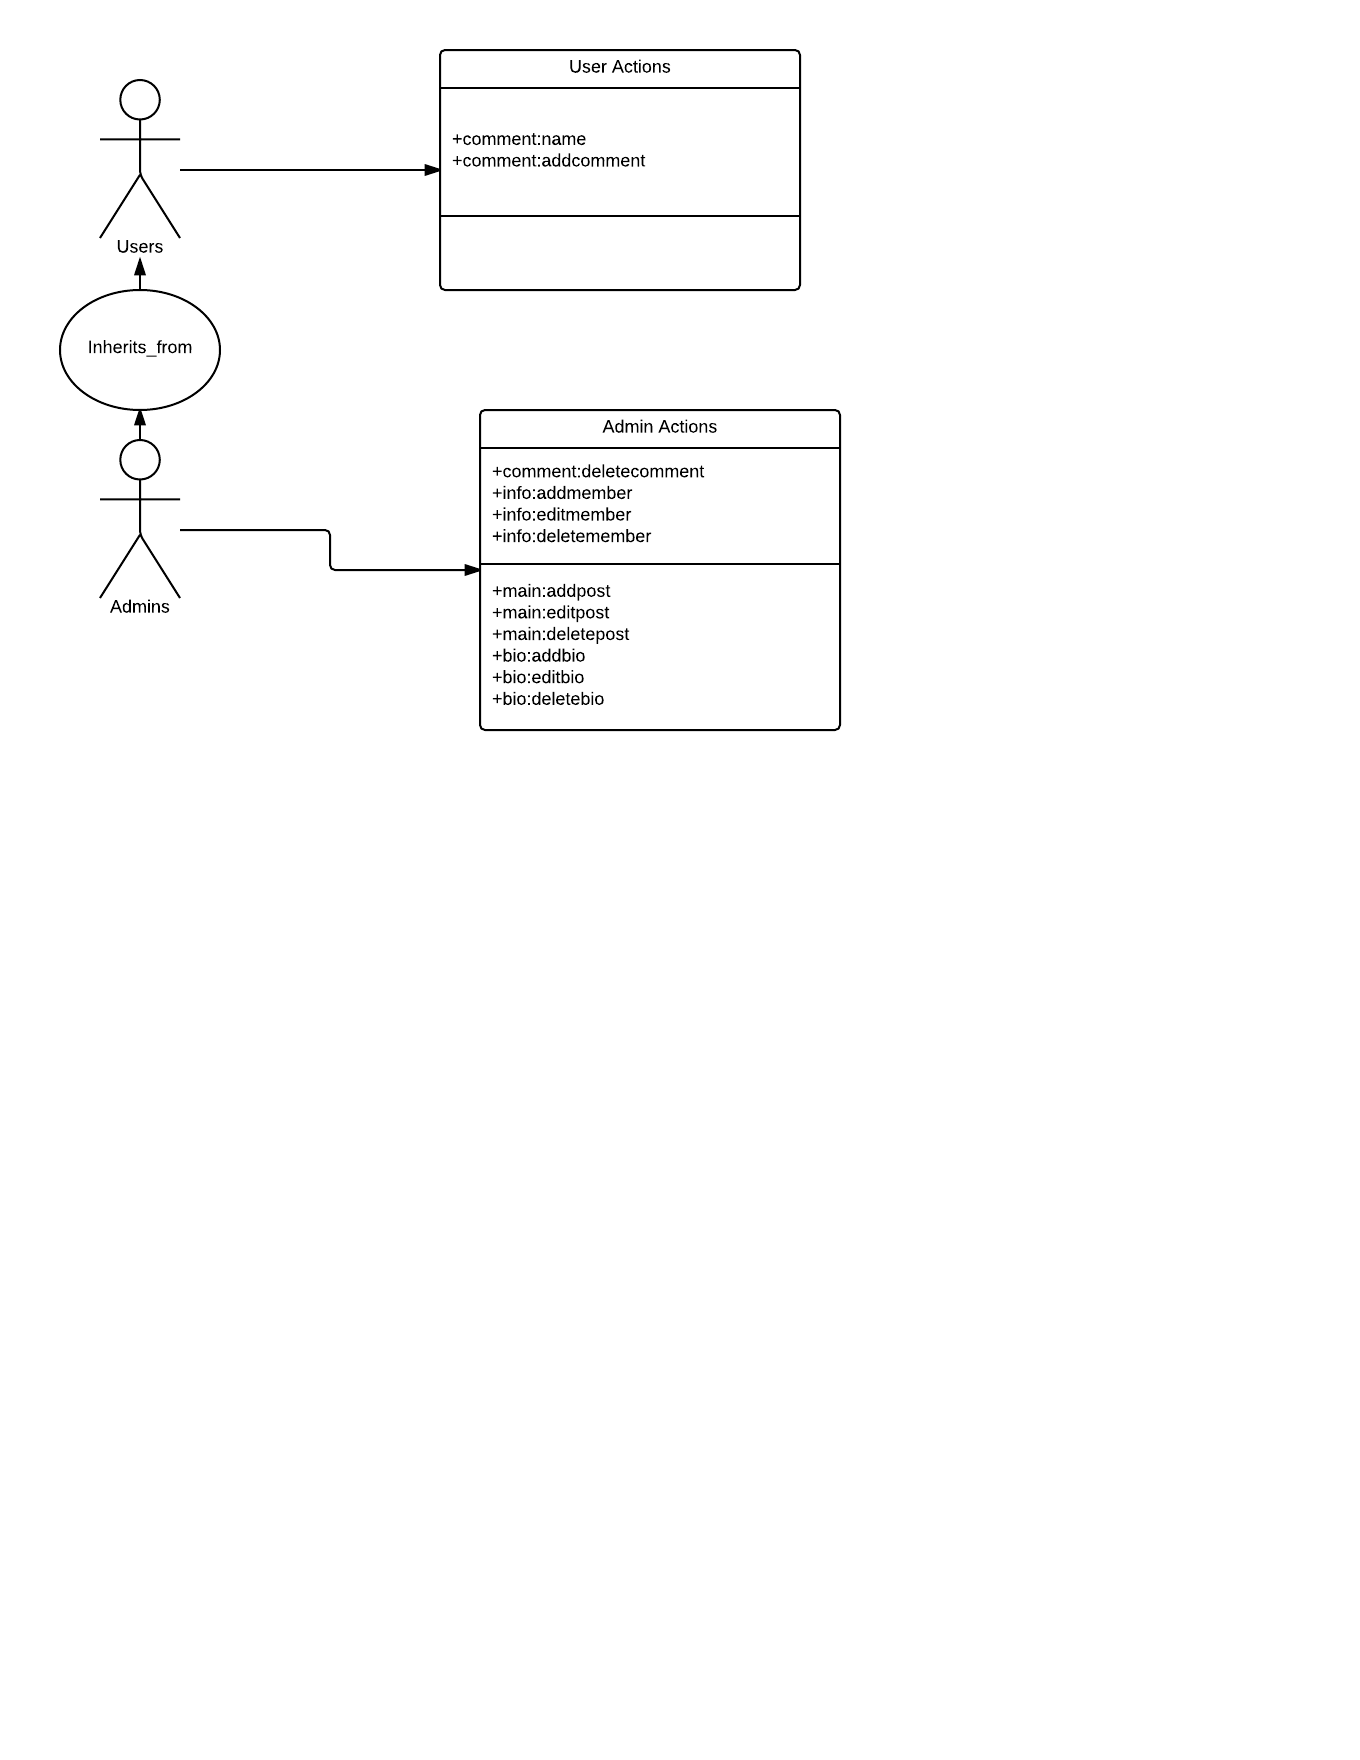 User Actions
+comment:name
+comment:addcomment
Users
Inherits_from
Admin Actions
+comment:deletecomment
+info:addmember
+info:editmember
+info:deletemember
+main:addpost
+main:editpost
+main:deletepost
+bio:addbio
+bio:editbio
+bio:deletebio
Admins